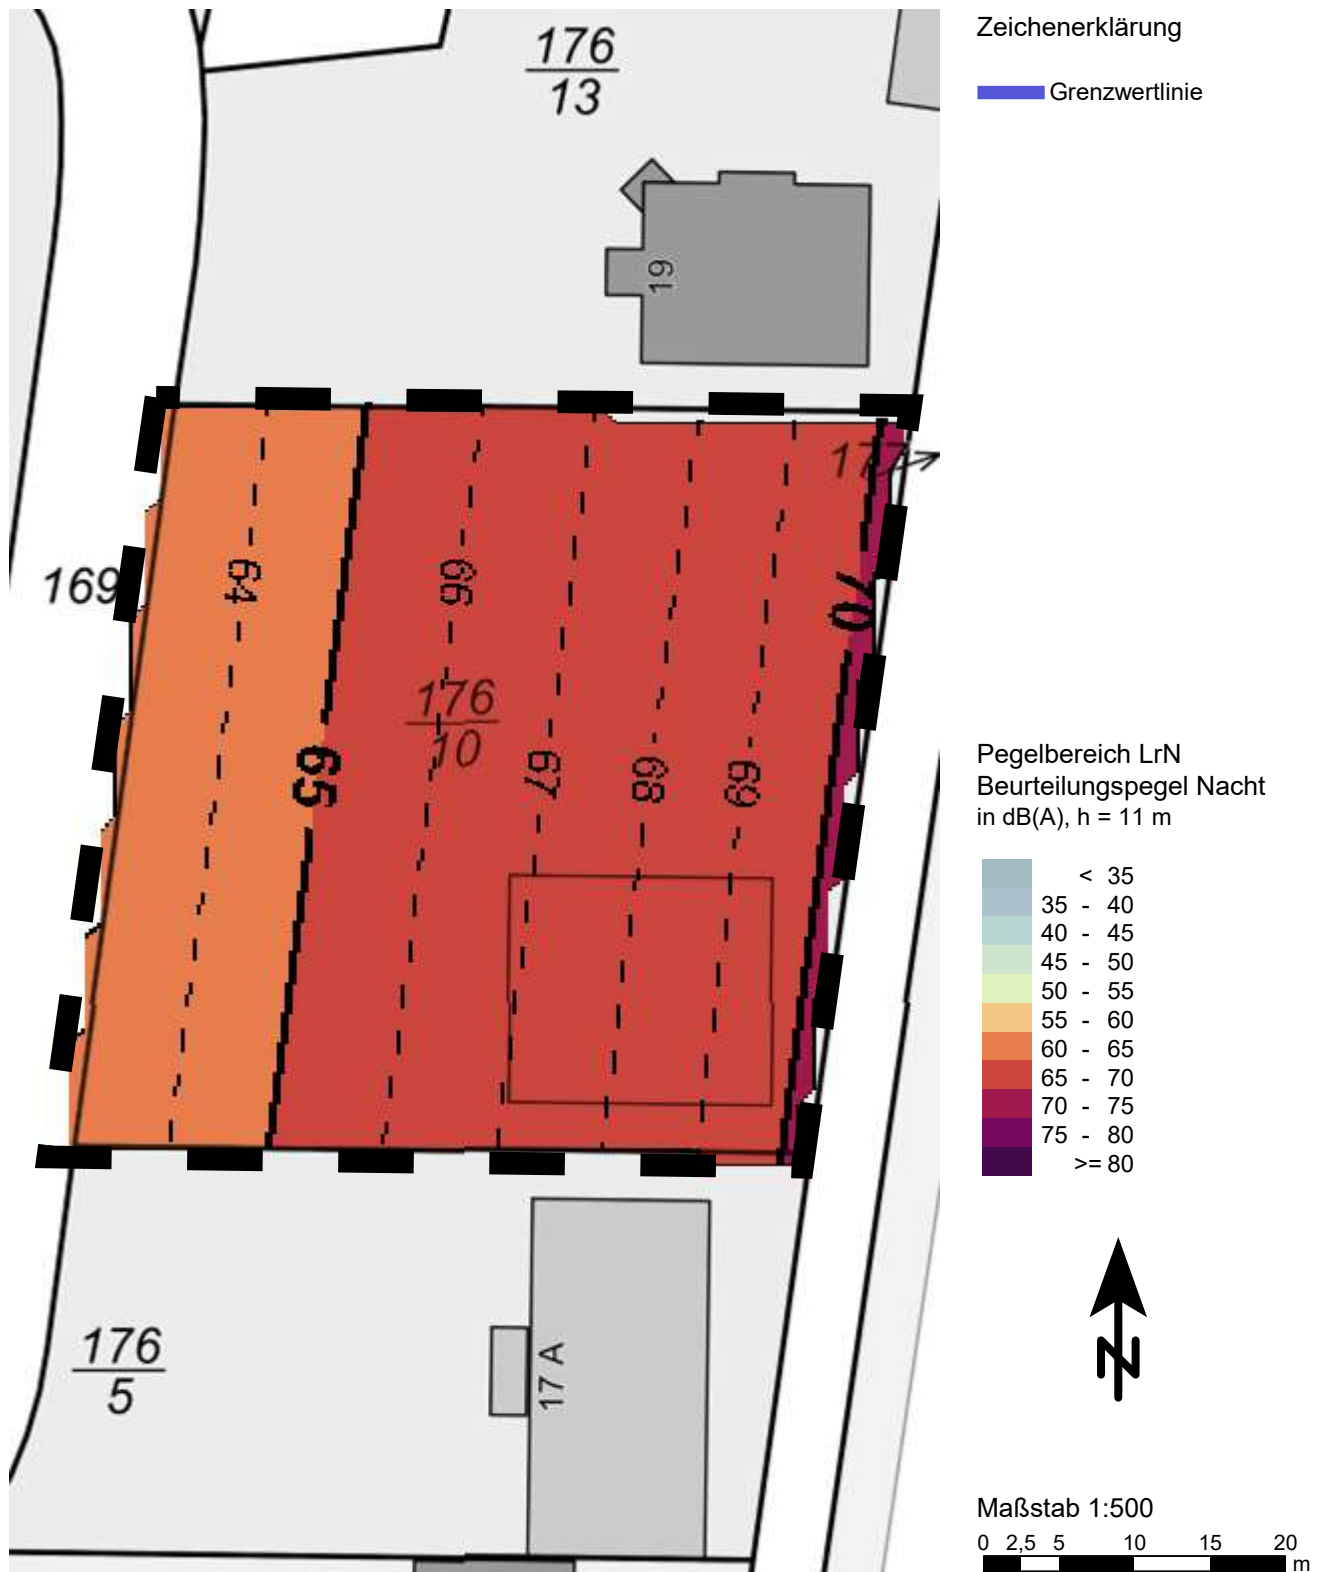 176
13
19
177
169
64
65
66
176
10
67
68
69
70
176
5
17 A
Zeichenerklärung
Grenzwertlinie
Pegelbereich LrN
Beurteilungspegel Nacht
in dB(A), h = 11 m
< 35
35 - 40
40 - 45
45 - 50
50 - 55
55 - 60
60 - 65
65 - 70
70 - 75
75 - 80
>= 80
N
Maßstab 1:500
0 2,5 5 10 15 20
m